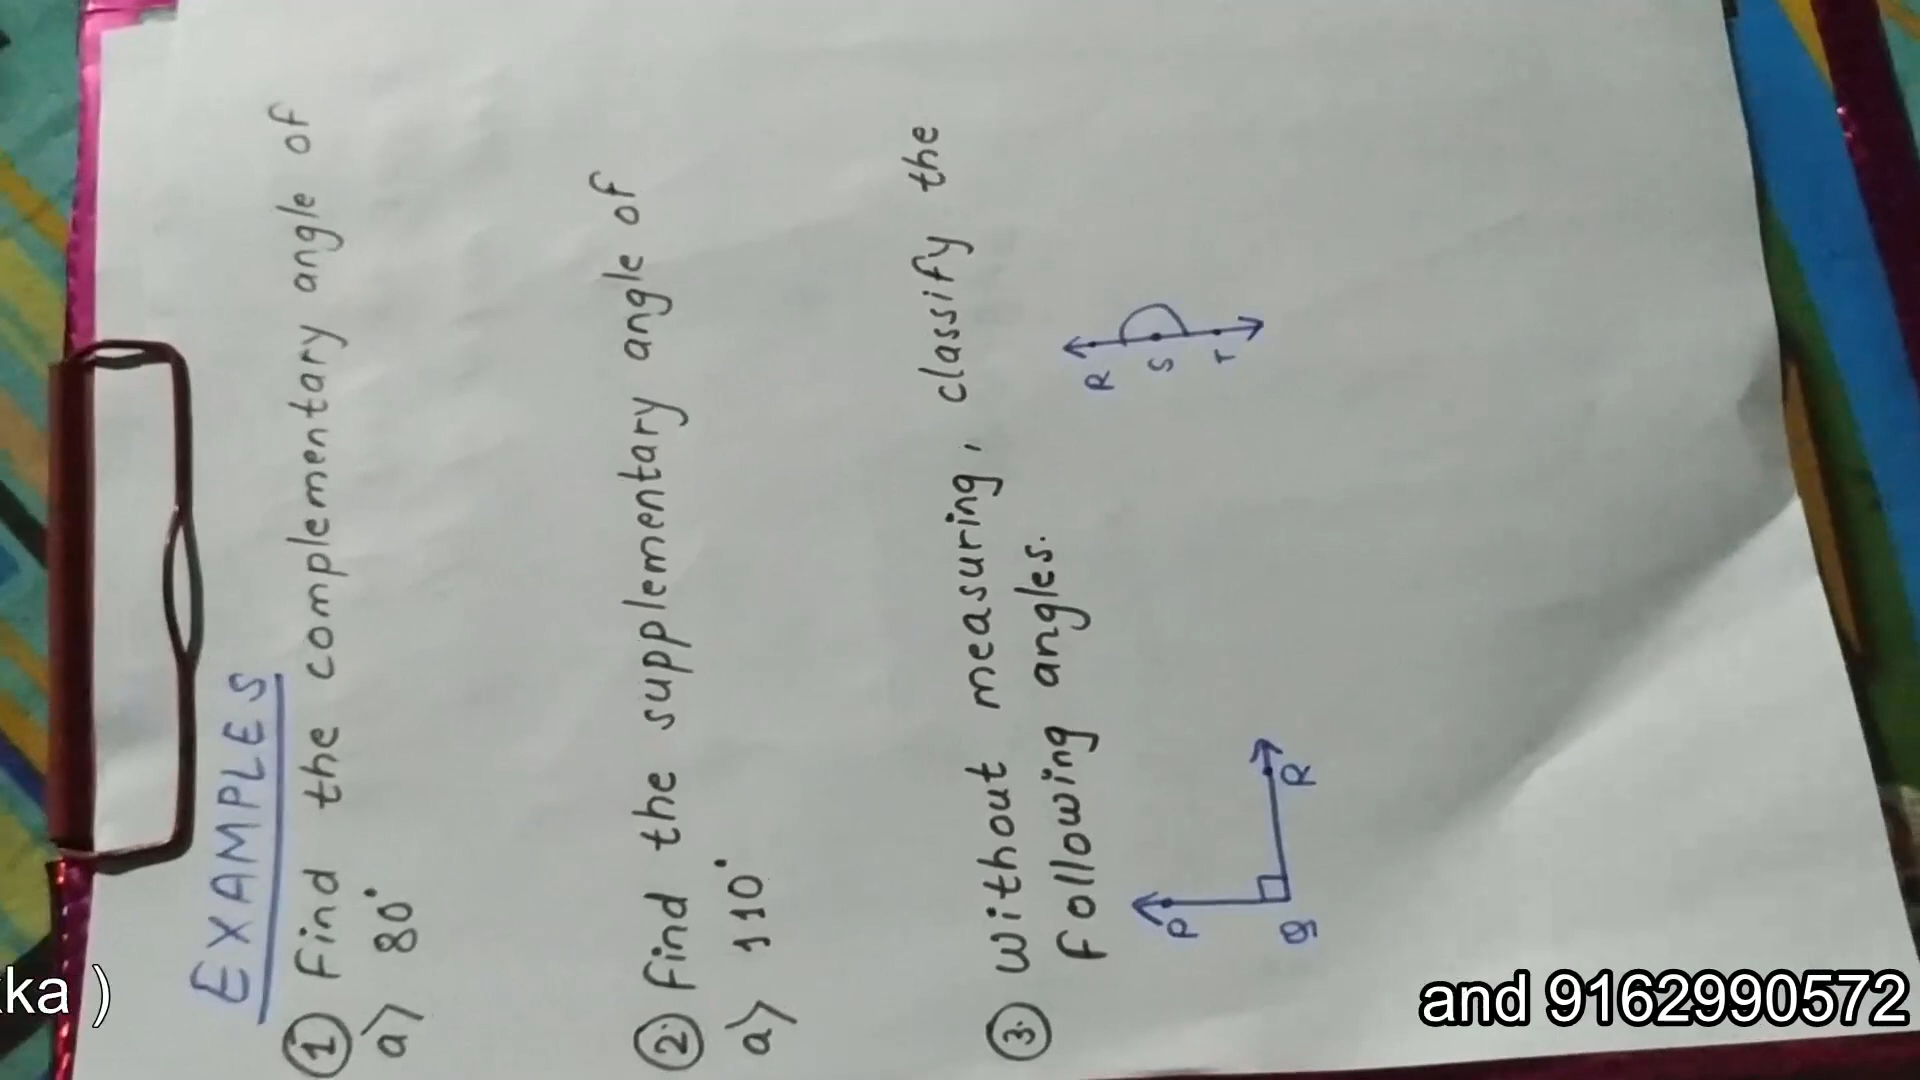 EXAMPLES
① Find the complementary angle of
a) 80°
②. Find the supplementary angle of
a) 110°
③. Without measuring, classify the
following angles.
P
Q
R
R
S
T
ka )
and 9162990572